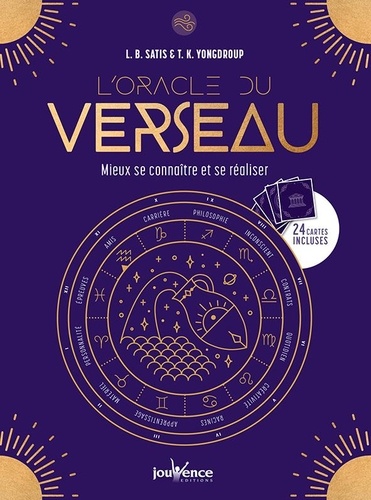 L. B. SATIS & T. K. YONGDROUP
L'ORACLE DU
VERSEAU
Mieux se connaître et se réaliser
24 CARTES
INCLUSES
CARRIÈRE
PHILOSOPHIE
INCONSCIENT
CONTRATS
QUOTIDIEN
CRÉATIVITÉ
RACINES
APPRENTISSAGE
MATÉRIEL
PERSONNALITÉ
ÉPREUVES
AMIS
jouvence
EDITIONS